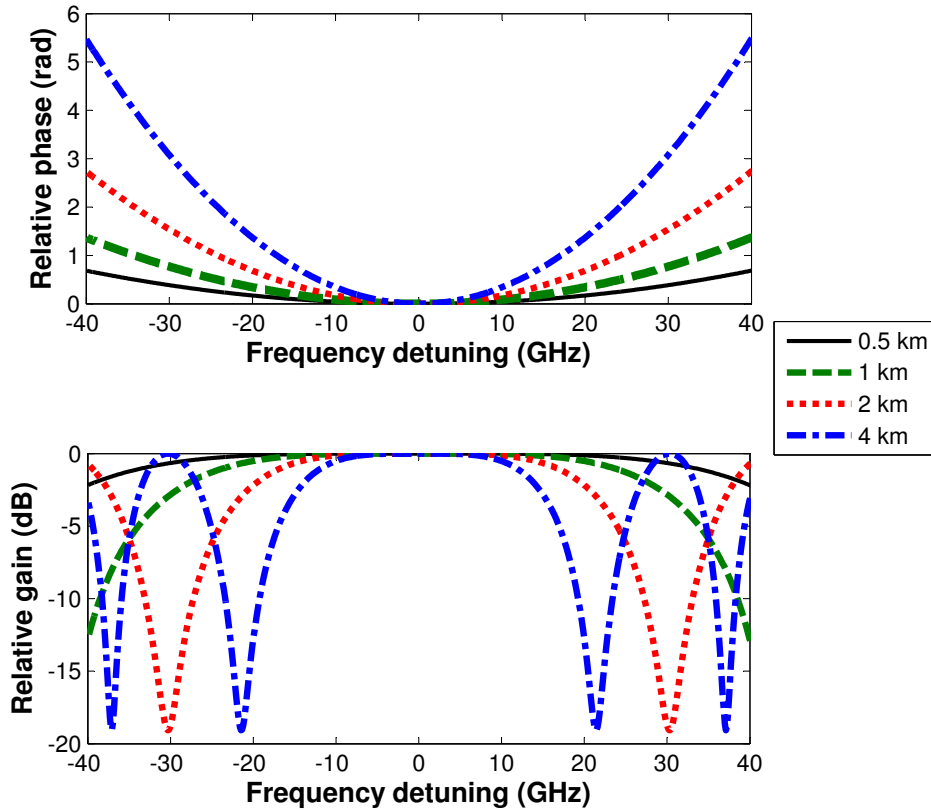 6
5
4
3
2
1
0
Relative phase (rad)
-40 -30 -20 -10 0 10 20 30 40
Frequency detuning (GHz)
0.5 km
1 km
2 km
4 km
0
-5
-10
-15
-20
Relative gain (dB)
-40 -30 -20 -10 0 10 20 30 40
Frequency detuning (GHz)